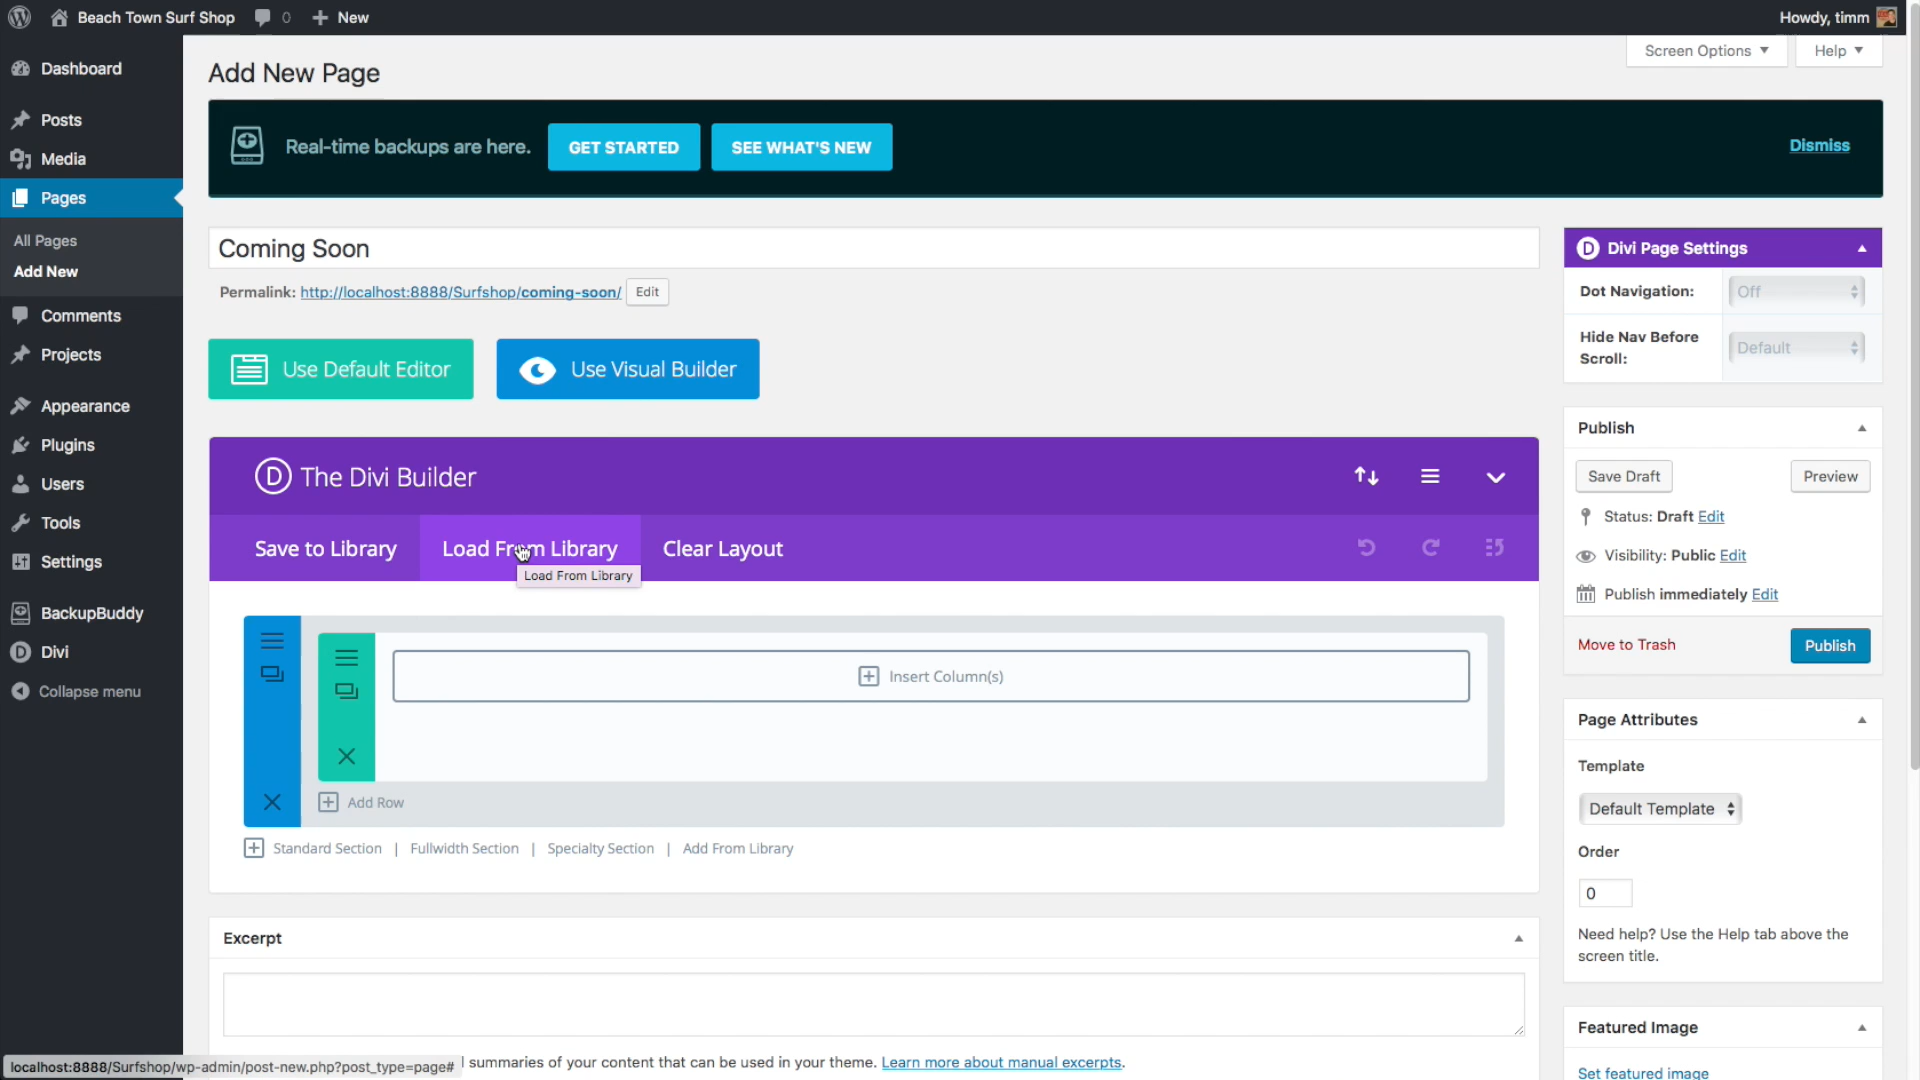 Beach Town Surf Shop 0 New Howdy, timm
Screen Options Help
Dashboard
Posts
Media
Pages
All Pages
Add New
Comments
Projects
Appearance
Plugins
Users
Tools
Settings
BackupBuddy
Divi
Collapse menu
Add New Page
Real-time backups are here. GET STARTED SEE WHAT'S NEW Dismiss
Coming Soon
Permalink: http://localhost:8888/Surfshop/coming-soon/ Edit
Use Default Editor Use Visual Builder
D The Divi Builder
Save to Library Load From Library Clear Layout
Load From Library
Insert Column(s)
Add Row
Standard Section | Fullwidth Section | Specialty Section | Add From Library
Excerpt
l summaries of your content that can be used in your theme. Learn more about manual excerpts.
localhost:8888/Surfshop/wp-admin/post-new.php?post_type=page#
D Divi Page Settings
Dot Navigation: Off
Hide Nav Before
Scroll:
Default
Publish
Save Draft Preview
Status: Draft Edit
Visibility: Public Edit
Publish immediately Edit
Move to Trash Publish
Page Attributes
Template
Default Template
Order
0
Need help? Use the Help tab above the
screen title.
Featured Image
Set featured image